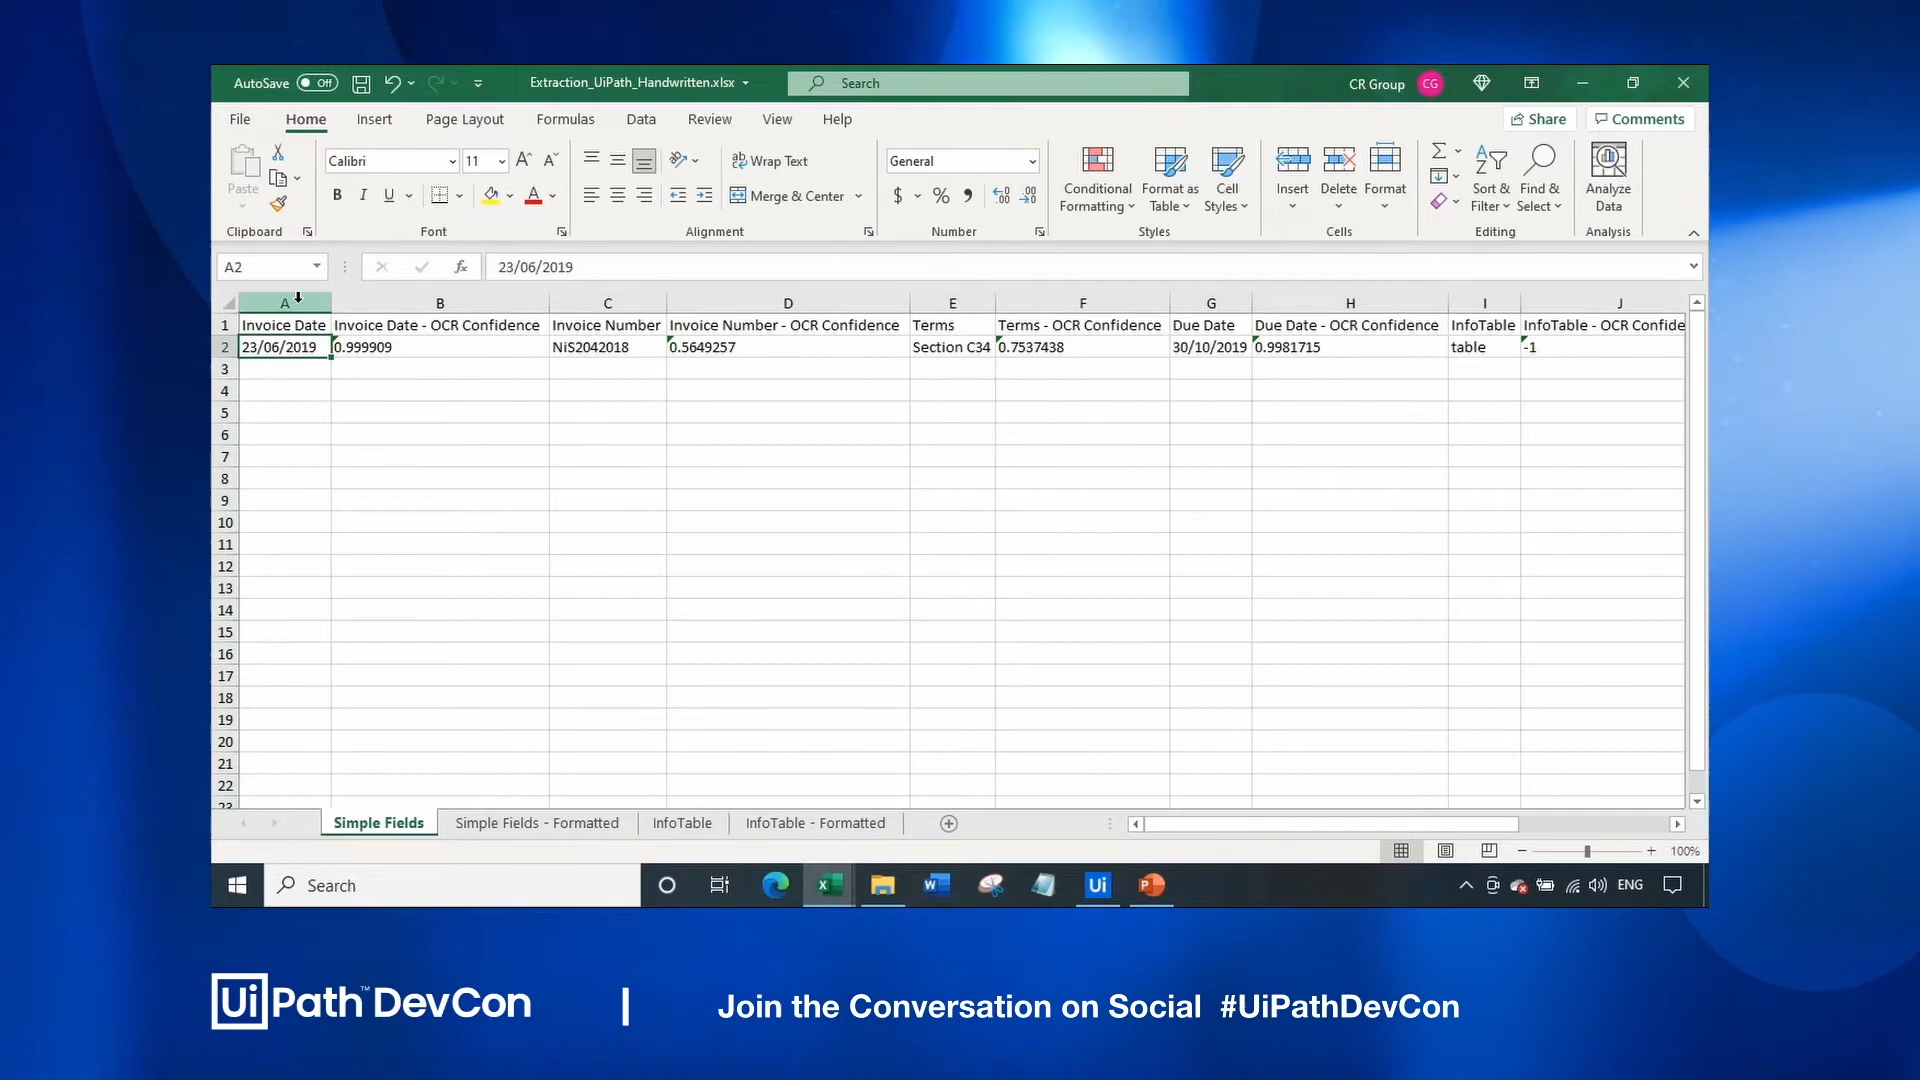 AutoSave Off Extraction_UiPath_Handwritten.xlsx Search CR Group CG
File Home Insert Page Layout Formulas Data Review View Help Share Comments
Paste Calibri 11 Wrap Text General Conditional Formatting Format as Table Cell Styles Insert Delete Format Sort & Filter Find & Select Analyze Data
B I U A Merge & Center $ %
Clipboard Font Alignment Number Styles Cells Editing Analysis
A2 fx 23/06/2019
A B C D E F G H I J
1 Invoice Date Invoice Date - OCR Confidence Invoice Number Invoice Number - OCR Confidence Terms Terms - OCR Confidence Due Date Due Date - OCR Confidence InfoTable InfoTable - OCR Confide
2 23/06/2019 0.999909 NiS2042018 0.5649257 Section C34 0.7537438 30/10/2019 0.9981715 table -1
3
4
5
6
7
8
9
10
11
12
13
14
15
16
17
18
19
20
21
22
23
Simple Fields Simple Fields - Formatted InfoTable InfoTable - Formatted
100%
Search Ui ENG
UiPath™ DevCon | Join the Conversation on Social #UiPathDevCon